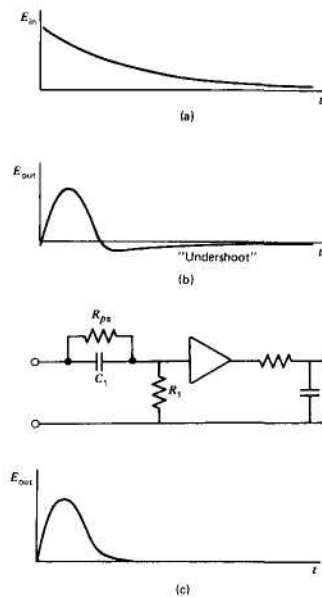 E_in
t
(a)
E_out
"Undershoot"
t
(b)
R_pz
C_1
R_1
E_out
t
(c)